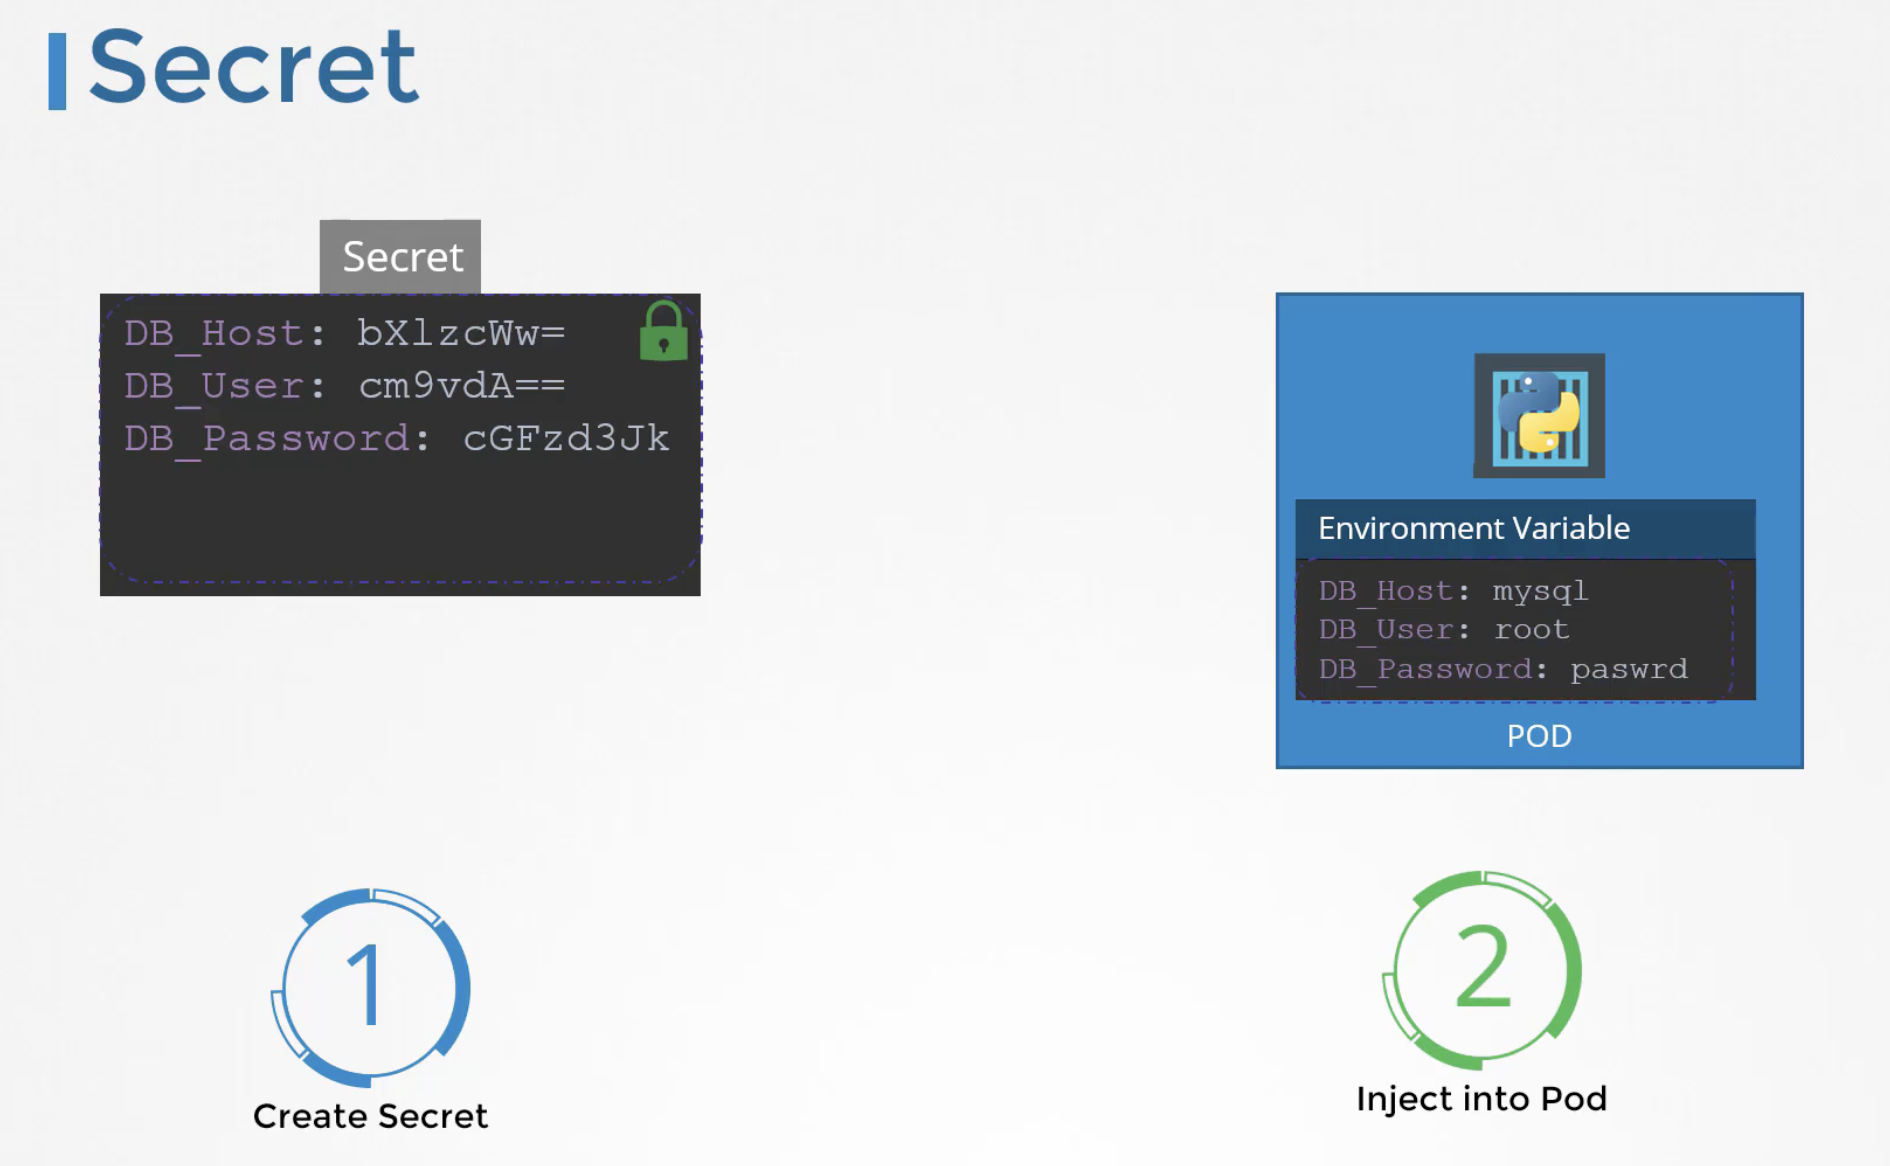 Secret
Secret
DB_Host: bXlzcWw=
DB_User: cm9vdA==
DB_Password: cGFzd3Jk
Environment Variable
DB_Host: mysql
DB_User: root
DB_Password: paswrd
POD
1
Create Secret
2
Inject into Pod